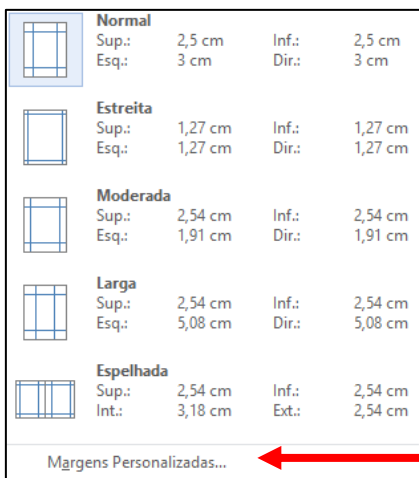 Normal
Sup.: 2,5 cm Inf.: 2,5 cm
Esq.: 3 cm Dir.: 3 cm
Estreita
Sup.: 1,27 cm Inf.: 1,27 cm
Esq.: 1,27 cm Dir.: 1,27 cm
Moderada
Sup.: 2,54 cm Inf.: 2,54 cm
Esq.: 1,91 cm Dir.: 1,91 cm
Larga
Sup.: 2,54 cm Inf.: 2,54 cm
Esq.: 5,08 cm Dir.: 5,08 cm
Espelhada
Sup.: 2,54 cm Inf.: 2,54 cm
Int.: 3,18 cm Ext.: 2,54 cm
Margens Personalizadas...